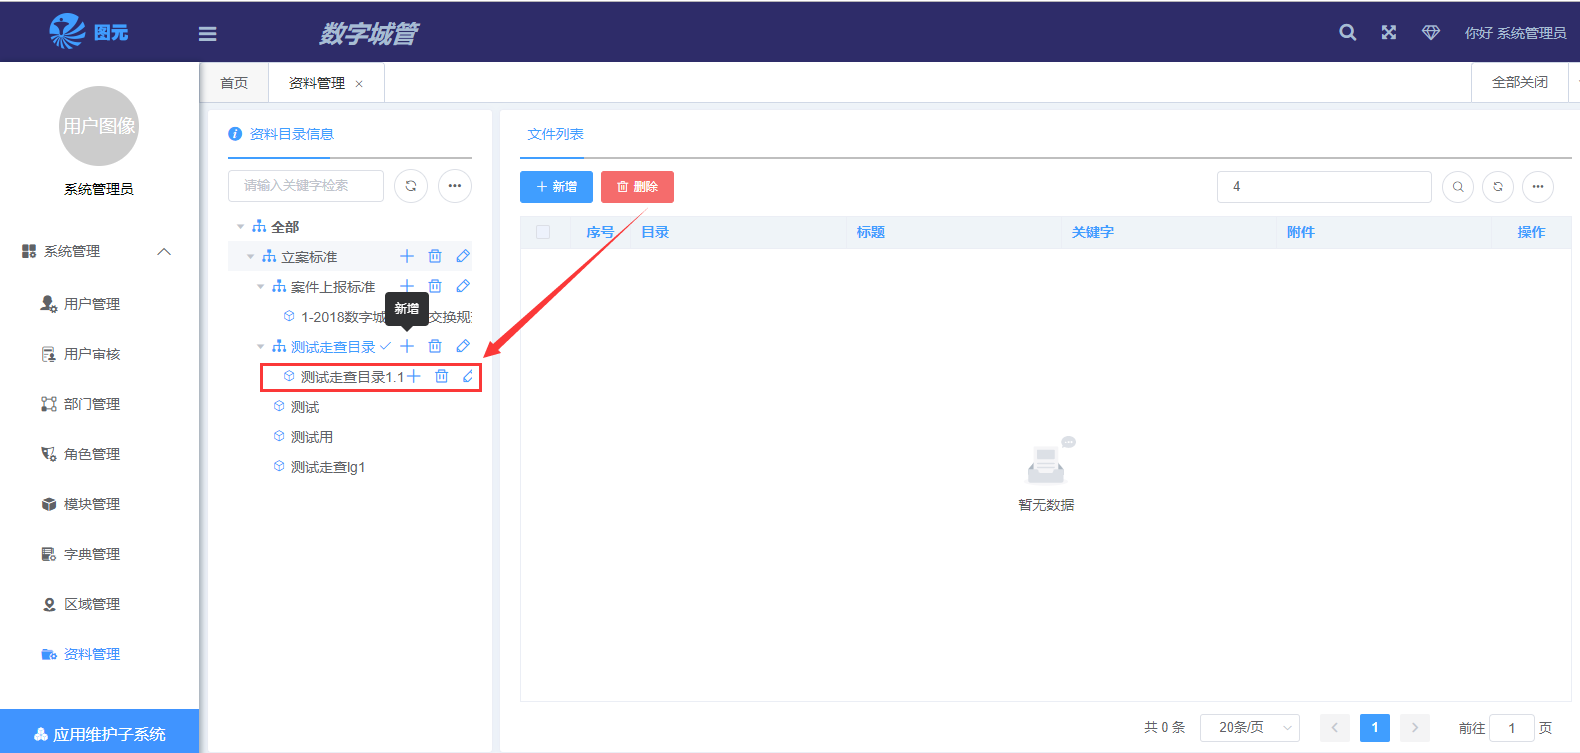 图元
数字城管
你好 系统管理员
首页
资料管理 ×
全部关闭
用户图像
系统管理员
系统管理
用户管理
用户审核
部门管理
角色管理
模块管理
字典管理
区域管理
资料管理
应用维护子系统
资料目录信息
请输入关键字检索
全部
立案标准
案件上报标准
新增
1-2018数字城
交换规
测试走查目录
测试走查目录1.1
测试
测试用
测试走查lg1
文件列表
新增
删除
4
序号 目录 标题 关键字 附件 操作
暂无数据
共 0 条 20条/页 1 前往 1 页